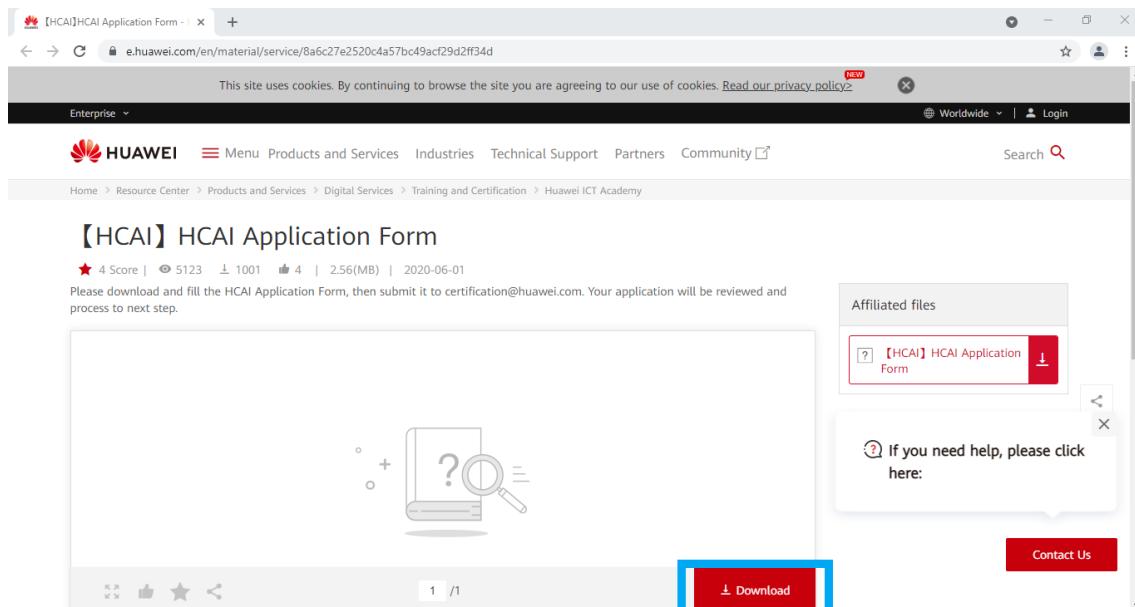 【HCAI】HCAI Application Form -
e.huawei.com/en/material/service/8a6c27e2520c4a57bc49acf29d2ff34d
This site uses cookies. By continuing to browse the site you are agreeing to our use of cookies. Read our privacy policy> NEW
Enterprise Worldwide | Login
HUAWEI Menu Products and Services Industries Technical Support Partners Community Search
Home > Resource Center > Products and Services > Digital Services > Training and Certification > Huawei ICT Academy
【HCAI】HCAI Application Form
4 Score | 5123 1001 4 | 2.56(MB) | 2020-06-01
Please download and fill the HCAI Application Form, then submit it to certification@huawei.com. Your application will be reviewed and
process to next step.
Affiliated files
? 【HCAI】HCAI Application
Form
?
? If you need help, please click
here:
Contact Us
1 /1 Download